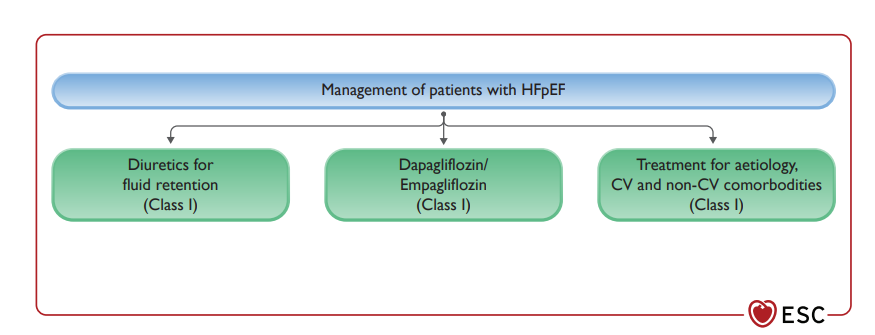 Management of patients with HFpEF
Diuretics for
fluid retention
(Class I)
Dapagliflozin/
Empagliflozin
(Class I)
Treatment for aetiology,
CV and non-CV comorbodities
(Class I)
ESC